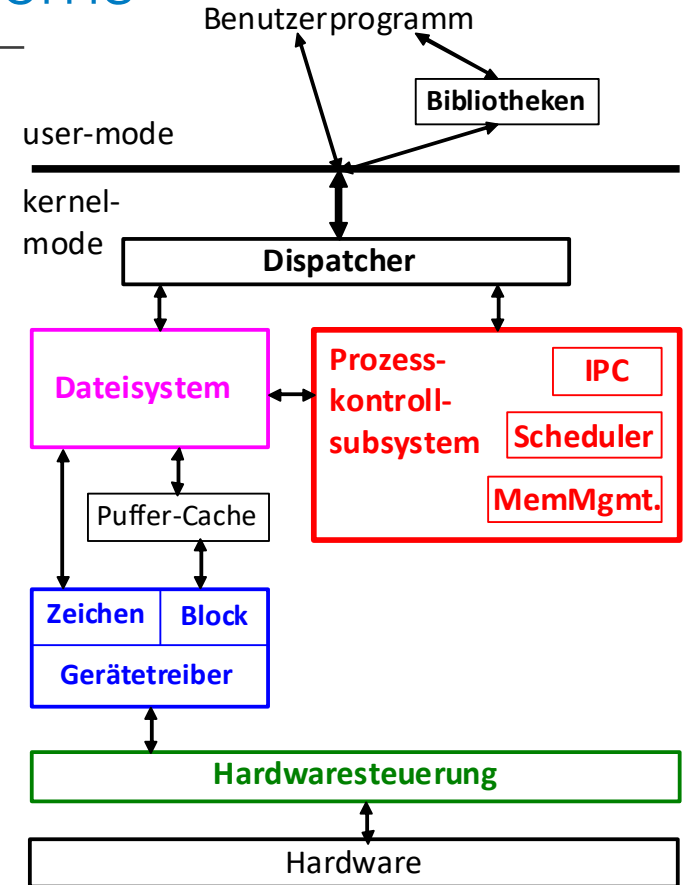 Benutzerprogramm
Bibliotheken
user-mode
kernel-
mode
Dispatcher
Dateisystem
Prozess-
kontroll-
subsystem
IPC
Scheduler
MemMgmt.
Puffer-Cache
Zeichen
Block
Gerätetreiber
Hardwaresteuerung
Hardware